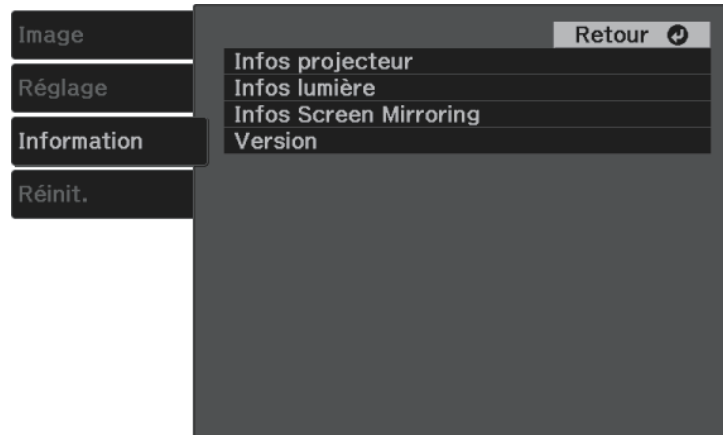 Image
Réglage
Information
Réinit.
Retour
Infos projecteur
Infos lumière
Infos Screen Mirroring
Version